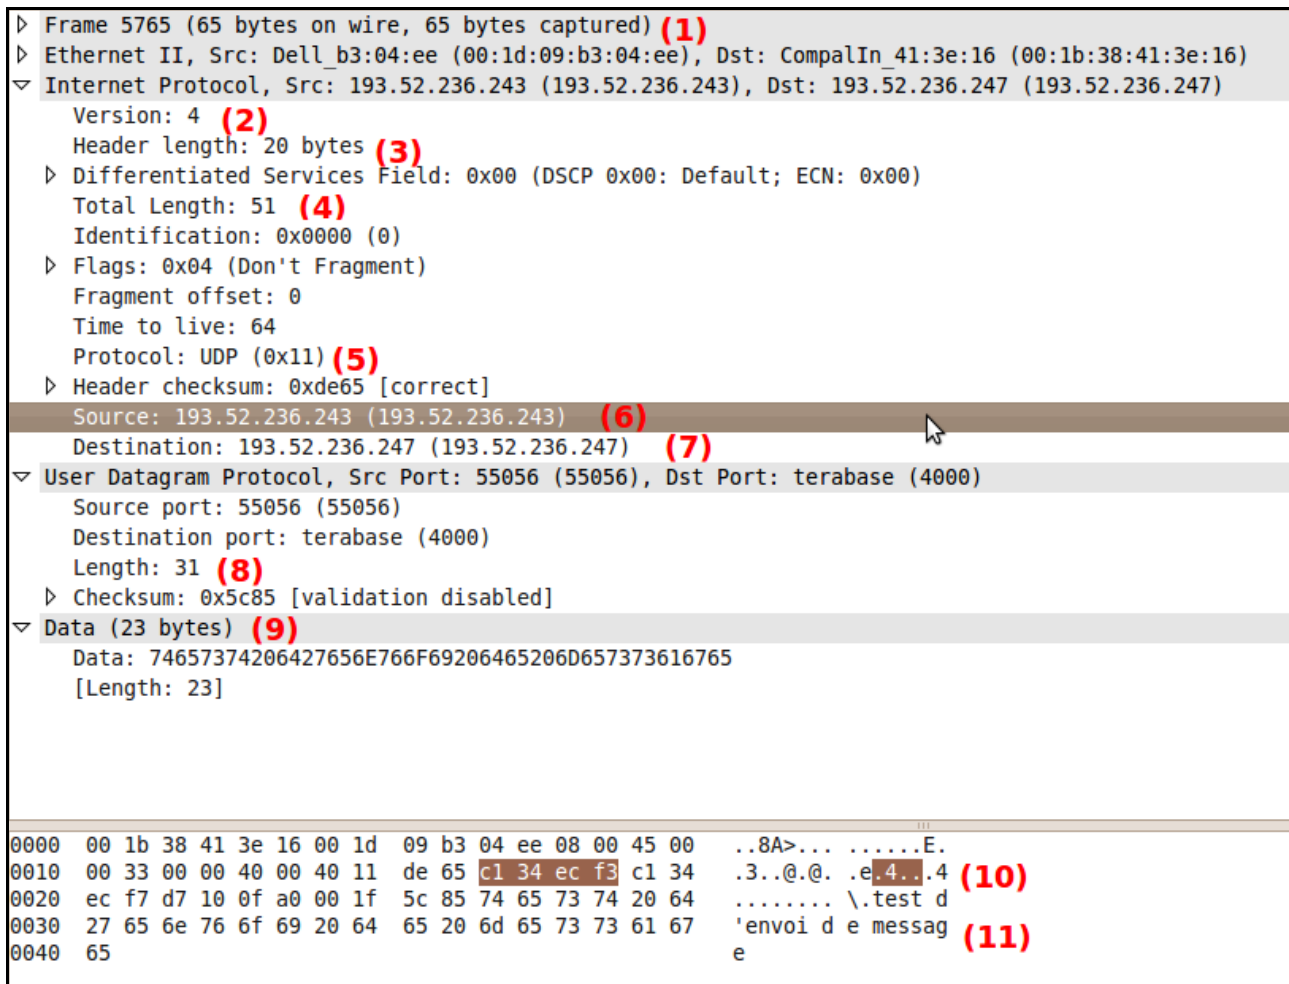 Frame 5765 (65 bytes on wire, 65 bytes captured) (1)
Ethernet II, Src: Dell_b3:04:ee (00:1d:09:b3:04:ee), Dst: CompalIn_41:3e:16 (00:1b:38:41:3e:16)
Internet Protocol, Src: 193.52.236.243 (193.52.236.243), Dst: 193.52.236.247 (193.52.236.247)
Version: 4 (2)
Header length: 20 bytes (3)
Differentiated Services Field: 0x00 (DSCP 0x00: Default; ECN: 0x00)
Total Length: 51 (4)
Identification: 0x0000 (0)
Flags: 0x04 (Don't Fragment)
Fragment offset: 0
Time to live: 64
Protocol: UDP (0x11) (5)
Header checksum: 0xde65 [correct]
Source: 193.52.236.243 (193.52.236.243) (6)
Destination: 193.52.236.247 (193.52.236.247) (7)
User Datagram Protocol, Src Port: 55056 (55056), Dst Port: terabase (4000)
Source port: 55056 (55056)
Destination port: terabase (4000)
Length: 31 (8)
Checksum: 0x5c85 [validation disabled]
Data (23 bytes) (9)
Data: 74657374206427656E766F69206465206D657373616765
[Length: 23]
0000 00 1b 38 41 3e 16 00 1d 09 b3 04 ee 08 00 45 00 ..8A>... ......E.
0010 00 33 00 00 40 00 40 11 de 65 c1 34 ec f3 c1 34 .3..@.@. .e.4...4 (10)
0020 ec f7 d7 10 0f a0 00 1f 5c 85 74 65 73 74 20 64 ........ \.test d
0030 27 65 6e 76 6f 69 20 64 65 20 6d 65 73 73 61 67 'envoi d e messag (11)
0040 65 e